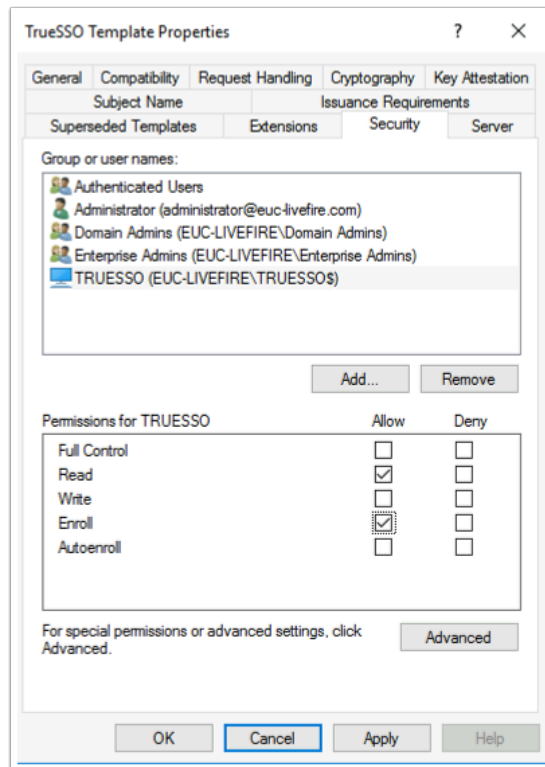 TrueSSO Template Properties ? ×
General Compatibility Request Handling Cryptography Key Attestation
Subject Name Issuance Requirements
Superseded Templates Extensions Security Server
Group or user names:
Authenticated Users
Administrator (administrator@euc-livefire.com)
Domain Admins (EUC-LIVEFIRE\Domain Admins)
Enterprise Admins (EUC-LIVEFIRE\Enterprise Admins)
TRUESSO (EUC-LIVEFIRE\TRUESSO$)
Add... Remove
Permissions for TRUESSO Allow Deny
Full Control
Read
Write
Enroll
Autoenroll
For special permissions or advanced settings, click
Advanced.
Advanced
OK Cancel Apply Help